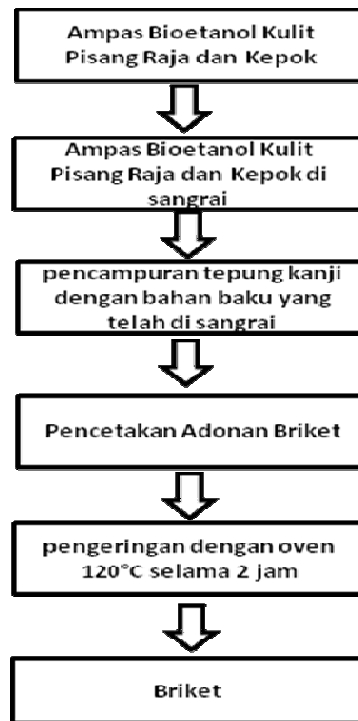 Ampas Bioetanol Kulit
Pisang Raja dan Kepok
Ampas Bioetanol Kulit
Pisang Raja dan Kepok di
sangrai
pencampuran tepung kanji
dengan bahan baku yang
telah di sangrai
Pencetakan Adonan Briket
pengeringan dengan oven
120°C selama 2 jam
Briket